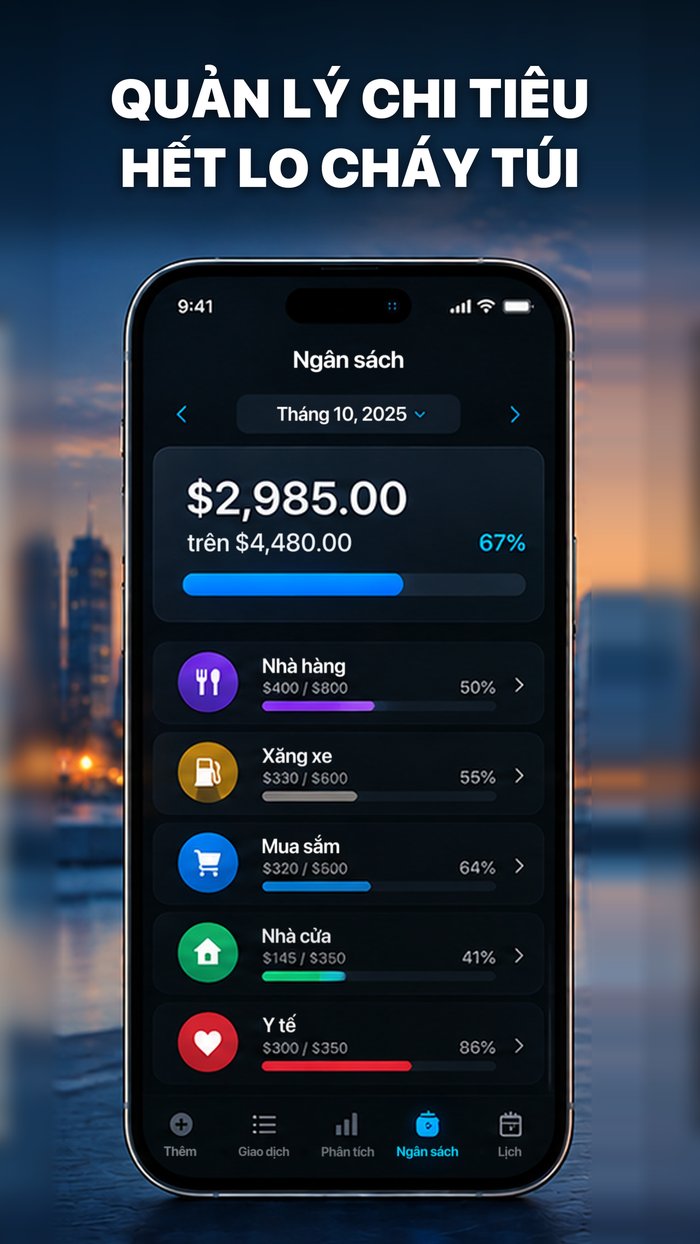 QUẢN LÝ CHI TIÊU
HẾT LO CHÁY TÚI
9:41
Ngân sách
Tháng 10, 2025
$2,985.00
trên $4,480.00 67%
Nhà hàng
$400 / $800 50%
Xăng xe
$330 / $600 55%
Mua sắm
$320 / $600 64%
Nhà cửa
$145 / $350 41%
Y tế
$300 / $350 86%
Thêm Giao dịch Phân tích Ngân sách Lịch